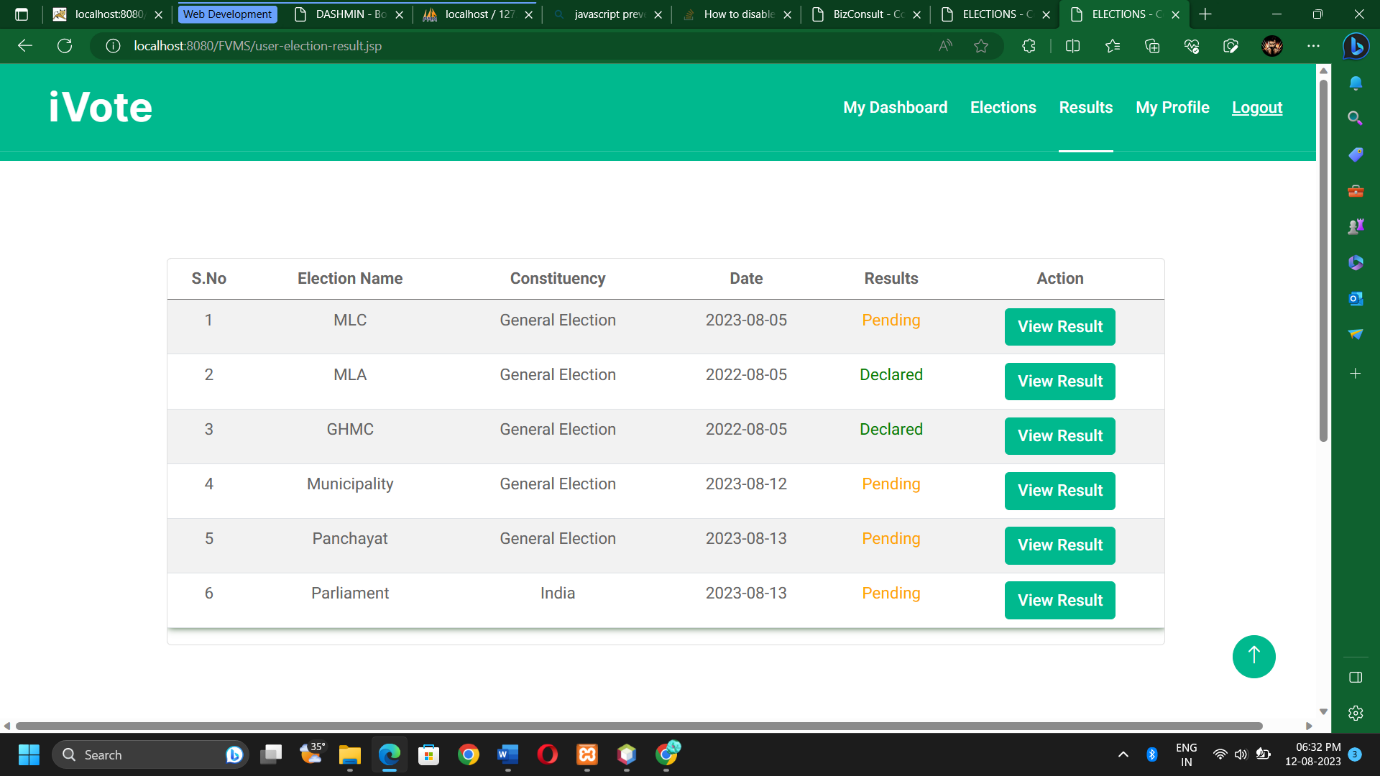 localhost:8080/
Web Development
DASHMIN - Bo
localhost / 127
javascript prev
How to disable
BizConsult - Co
ELECTIONS - C
ELECTIONS - C
localhost:8080/FVMS/user-election-result.jsp
iVote
My Dashboard Elections Results My Profile Logout
S.No Election Name Constituency Date Results Action
1 MLC General Election 2023-08-05 Pending View Result
2 MLA General Election 2022-08-05 Declared View Result
3 GHMC General Election 2022-08-05 Declared View Result
4 Municipality General Election 2023-08-12 Pending View Result
5 Panchayat General Election 2023-08-13 Pending View Result
6 Parliament India 2023-08-13 Pending View Result
Search
35°
ENG
IN
06:32 PM
12-08-2023
3